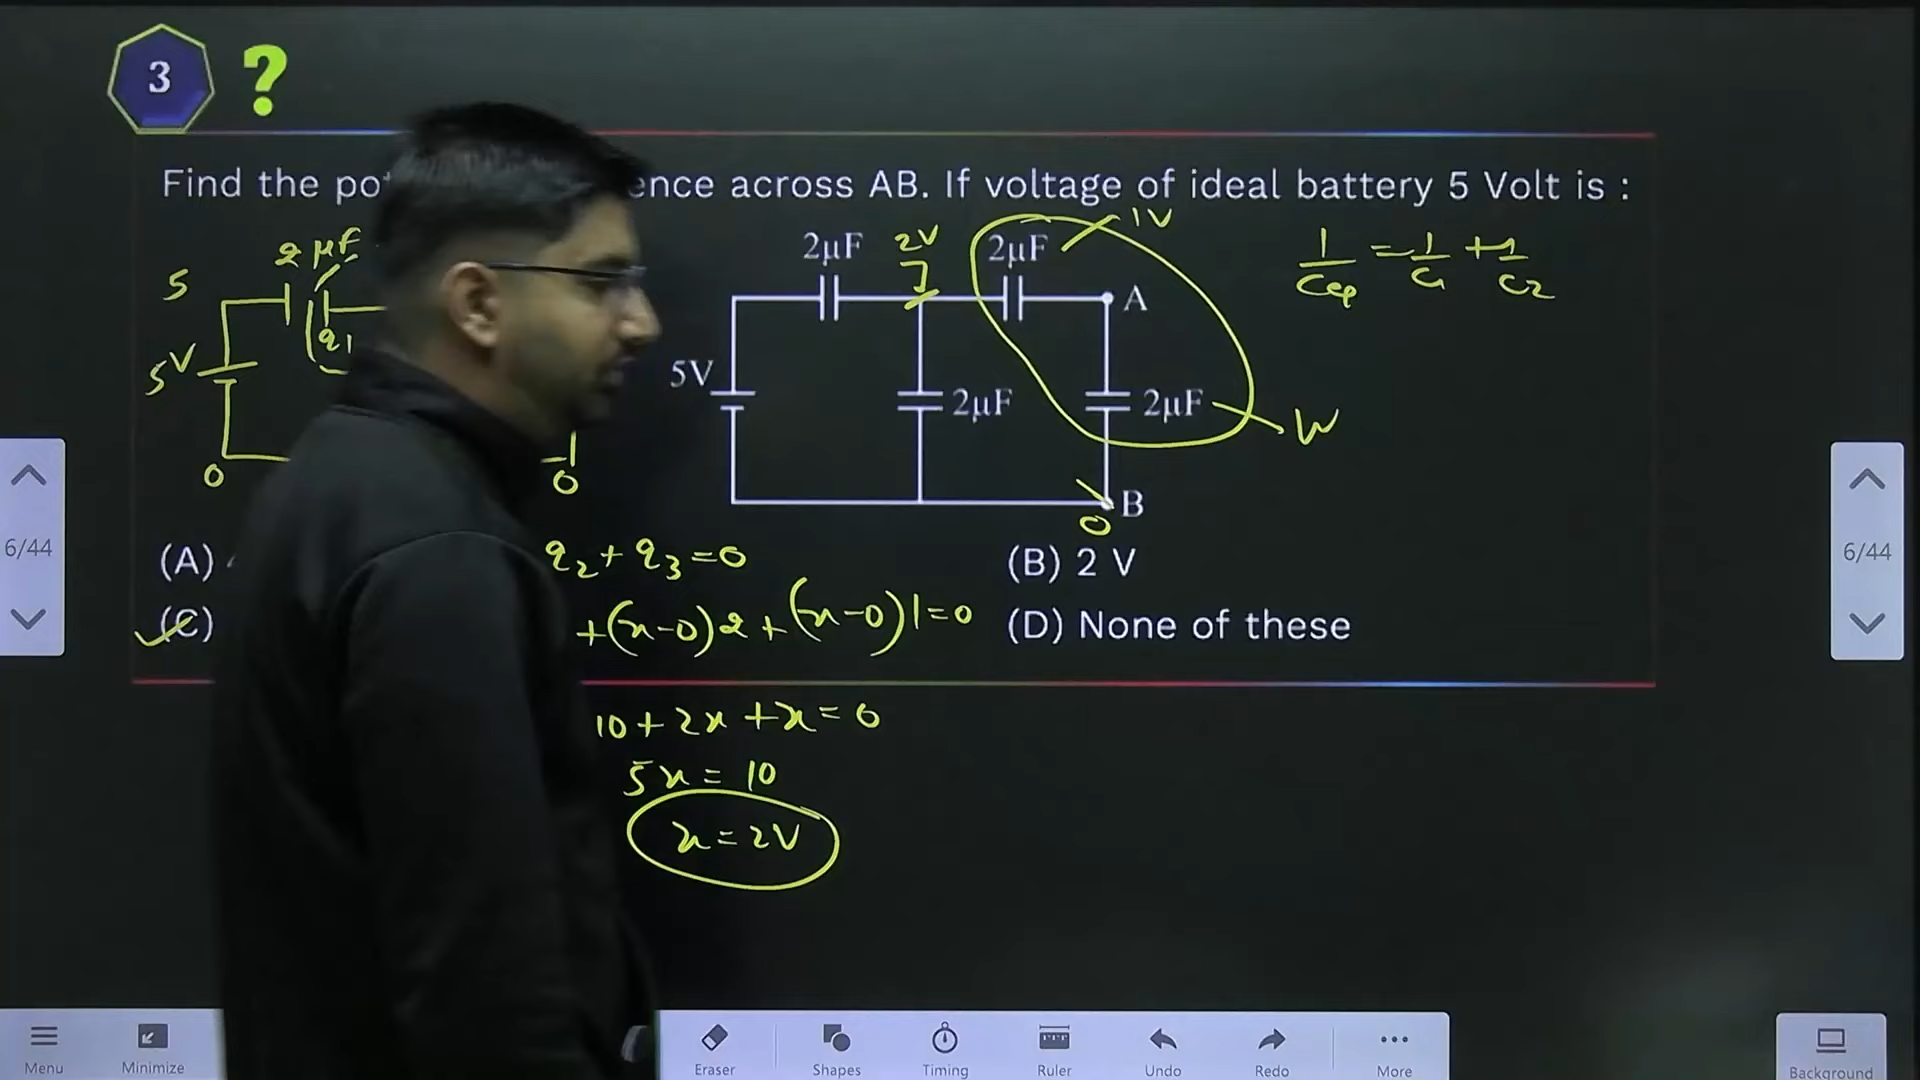 3 ?
Find the po ence across AB. If voltage of ideal battery 5 Volt is :
2μF 2V 2μF 1V
1/Ceq = 1/C1 + 1/C2
5 2 μF
A
q1
5V
5V 2μF 2μF
0 0
B
0
6/44 6/44
(A) q2 + q3 = 0 (B) 2 V
(C) +(x-0)2 + (x-0)1=0 (D) None of these
10+2x+x=0
5x = 10
x = 2V
Menu Minimize Eraser Shapes Timing Ruler Undo Redo More Background